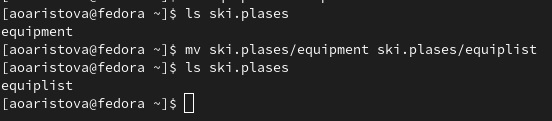 [aoaristova@fedora ~]$ ls ski.plases
equipment
[aoaristova@fedora ~]$ mv ski.plases/equipment ski.plases/equiplist
[aoaristova@fedora ~]$ ls ski.plases
equiplist
[aoaristova@fedora ~]$